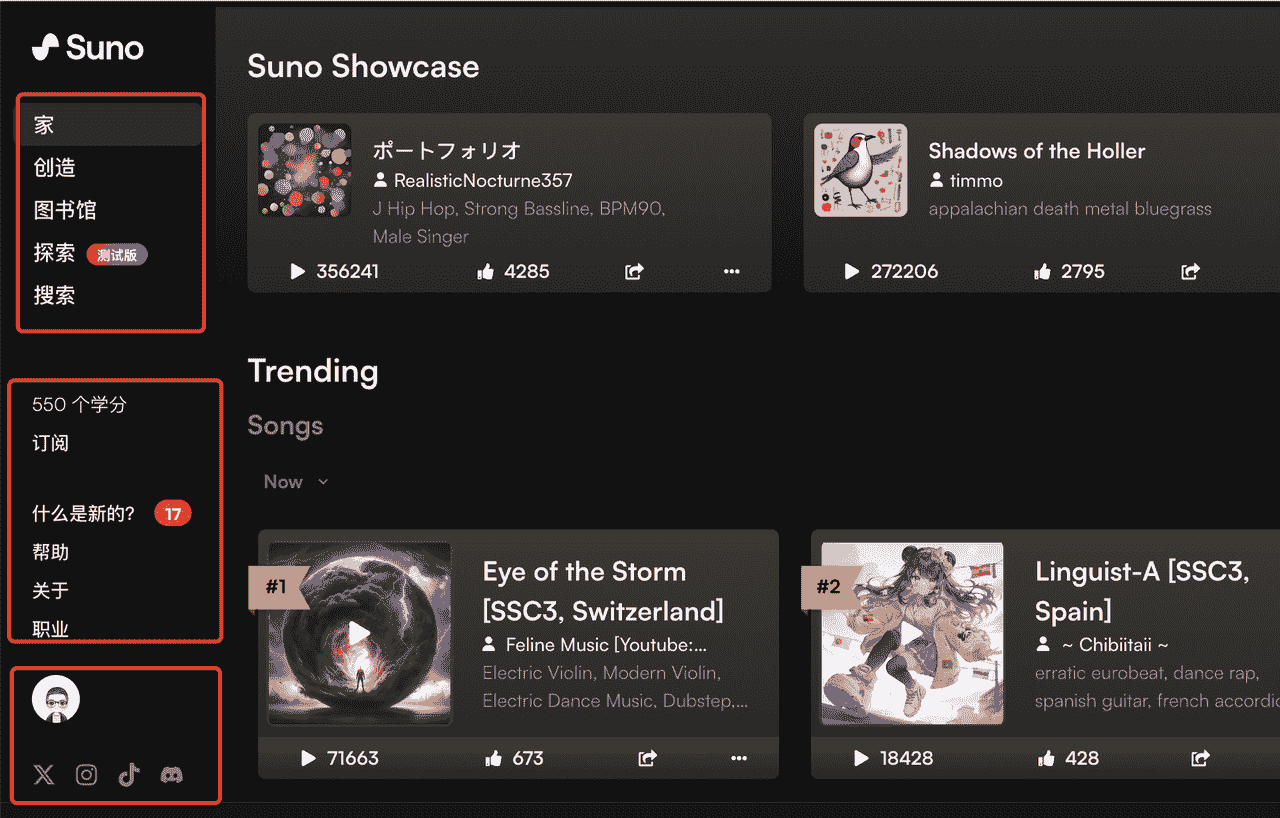 Suno
家
创造
图书馆
探索 测试版
搜索
550 个学分
订阅
什么是新的? 17
帮助
关于
职业
Suno Showcase
ポートフォリオ
RealisticNocturne357
J Hip Hop, Strong Bassline, BPM90,
Male Singer
356241 4285
Shadows of the Holler
timmo
appalachian death metal bluegrass
272206 2795
Trending
Songs
Now
#1
Eye of the Storm
[SSC3, Switzerland]
Feline Music [Youtube:...
Electric Violin, Modern Violin,
Electric Dance Music, Dubstep,...
71663 673
#2
Linguist-A [SSC3,
Spain]
~ Chibiitaii ~
erratic eurobeat, dance rap,
spanish guitar, french accordic
18428 428